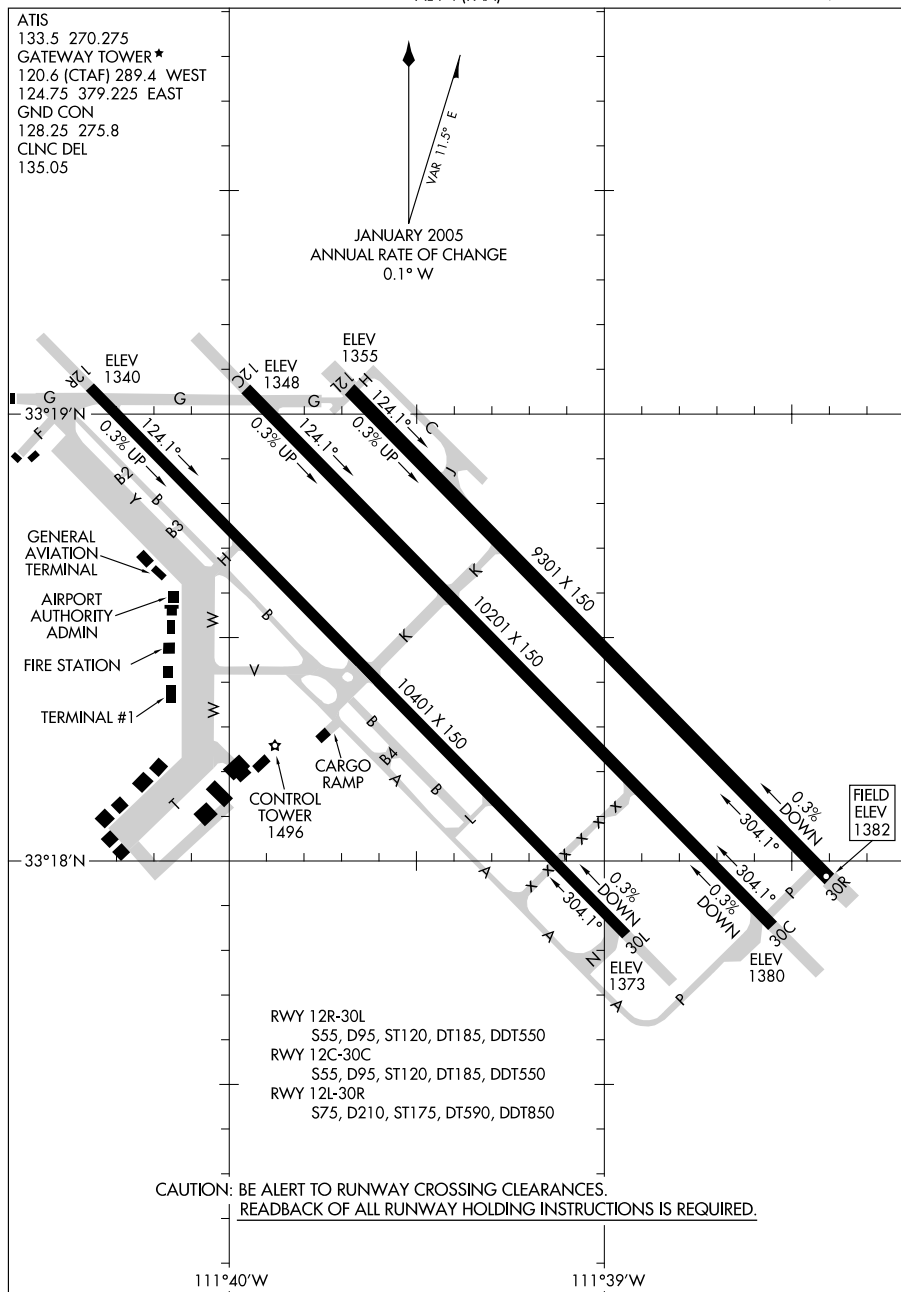 AL-14 (FAA)
ATIS
133.5 270.275
GATEWAY TOWER★
120.6 (CTAF) 289.4 WEST
124.75 379.225 EAST
GND CON
128.25 275.8
CLNC DEL
135.05
VAR 11.5° E
JANUARY 2005
ANNUAL RATE OF CHANGE
0.1° W
ELEV
1340
ELEV
1348
ELEV
1355
12R
12C
12L
H
G
G
G
33°19'N
F
124.1°
0.3% UP
124.1°
0.3% UP
124.1°
0.3% UP
C
J
B2
Y
B
B3
H
GENERAL
AVIATION
TERMINAL
AIRPORT
AUTHORITY
ADMIN
FIRE STATION
TERMINAL #1
W
W
V
B
K
K
9301 X 150
10201 X 150
10401 X 150
B
B4
A
B
L
CARGO
RAMP
CONTROL
TOWER
1496
T
33°18'N
A
X X X X X X
0.3%
DOWN
304.1°
FIELD
ELEV
1382
30R
304.1°
0.3%
DOWN
30C
P
0.3%
DOWN
304.1°
30L
A
N
A
P
ELEV
1373
ELEV
1380
RWY 12R-30L
S55, D95, ST120, DT185, DDT550
RWY 12C-30C
S55, D95, ST120, DT185, DDT550
RWY 12L-30R
S75, D210, ST175, DT590, DDT850
CAUTION: BE ALERT TO RUNWAY CROSSING CLEARANCES.
READBACK OF ALL RUNWAY HOLDING INSTRUCTIONS IS REQUIRED.
111°40'W
111°39'W